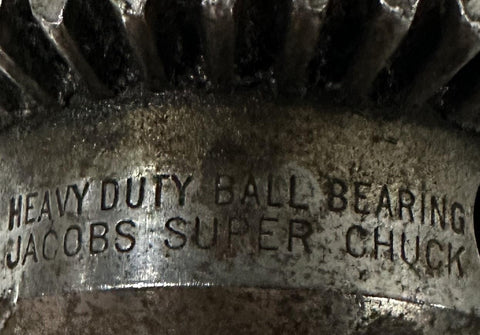 HEAVY DUTY BALL BEARING
JACOBS SUPER CHUCK